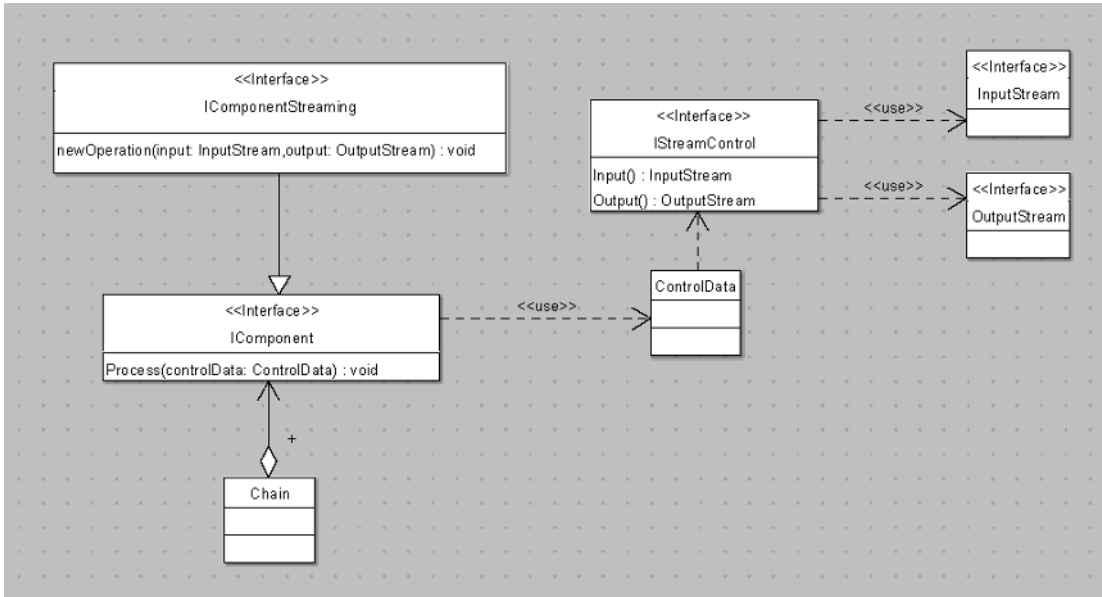 <<Interface>>
IComponentStreaming
newOperation(input: InputStream,output: OutputStream) : void
<<Interface>>
IStreamControl
Input() : InputStream
Output() : OutputStream
<<use>>
<<use>>
<<Interface>>
InputStream
<<Interface>>
OutputStream
<<Interface>>
IComponent
Process(controlData: ControlData) : void
<<use>>
ControlData
+
Chain